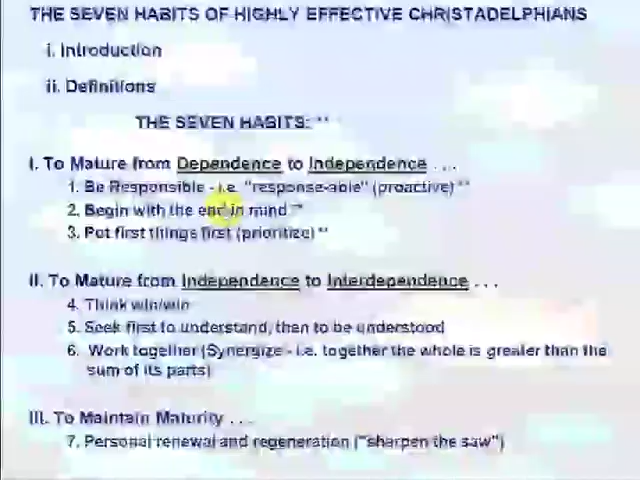 THE SEVEN HABITS OF HIGHLY EFFECTIVE CHRISTADELPHIANS
i. Introduction
ii. Definitions
THE SEVEN HABITS: **
I. To Mature from Dependence to Independence . . .
1. Be Responsible - i.e. "response-able" (proactive) **
2. Begin with the end in mind **
3. Put first things first (prioritize) **
II. To Mature from Independence to Interdependence . . .
4. Think win/win
5. Seek first to understand, then to be understood
6. Work together (Synergize - i.e. together the whole is greater than the
sum of its parts)
III. To Maintain Maturity . . .
7. Personal renewal and regeneration ("sharpen the saw")